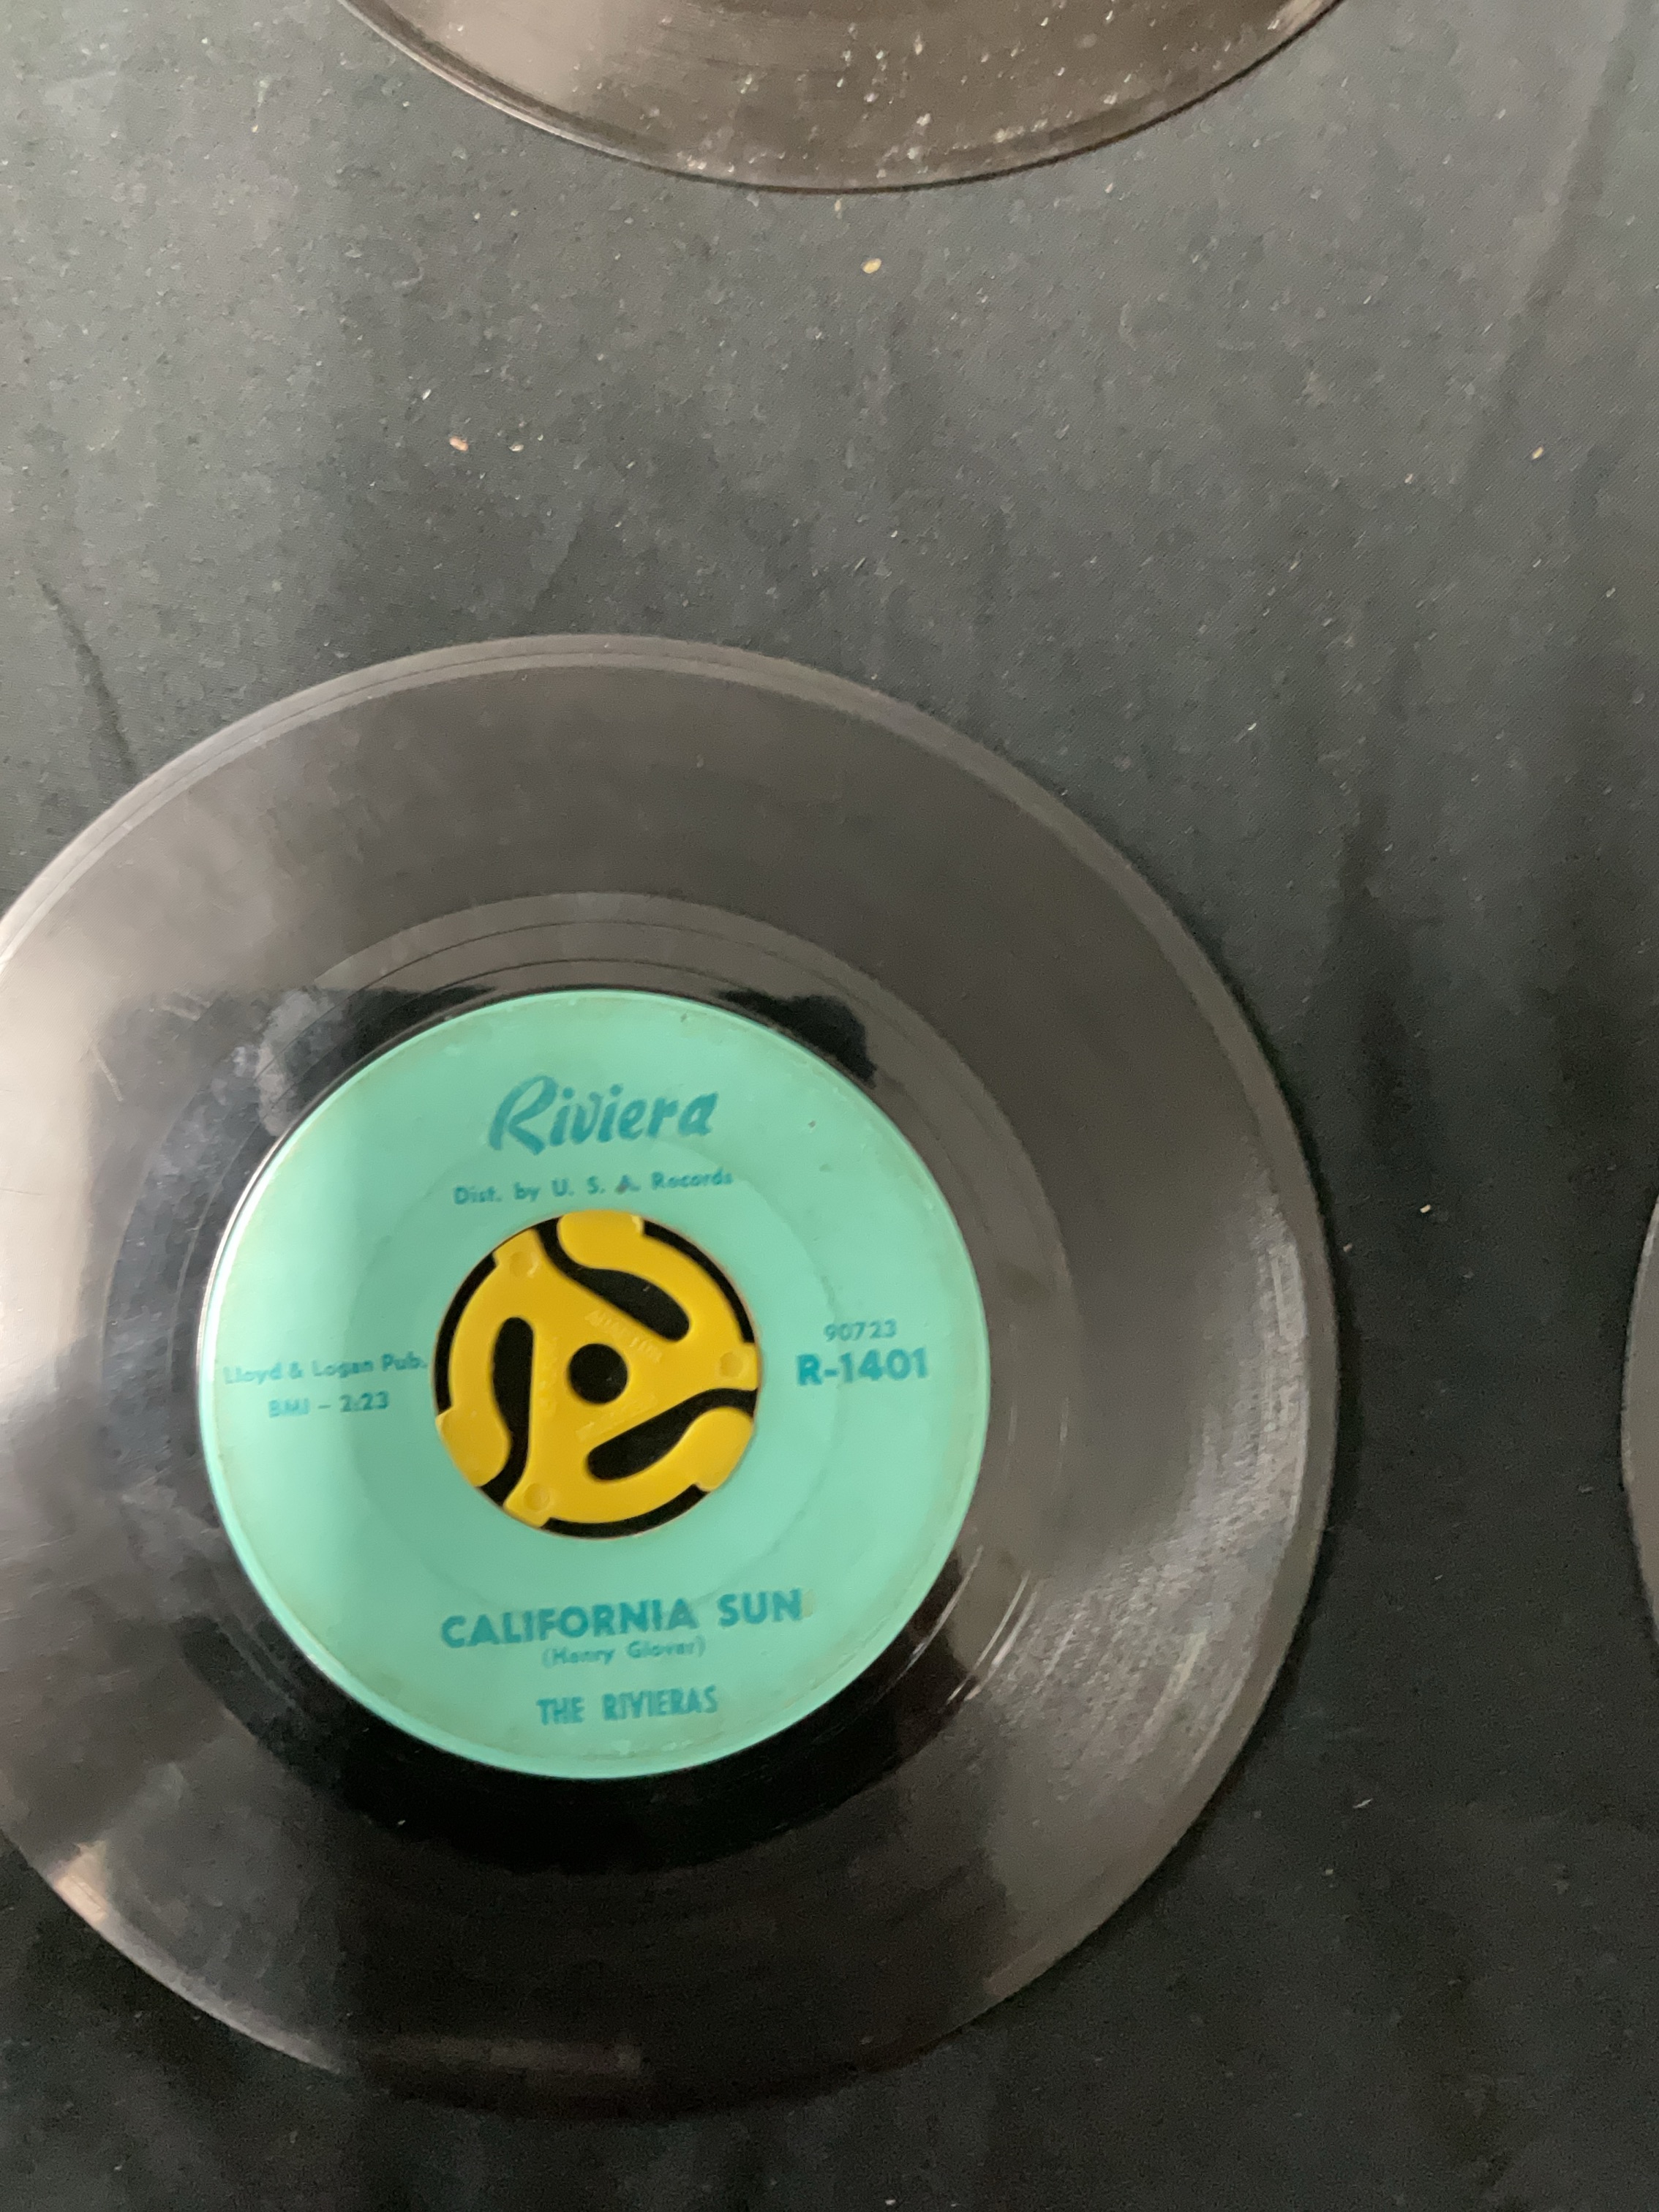 Riviera
Dist. by U. S. A. Records
Lloyd & Logan Pub.
BMI - 2:23
90723
R-1401
CALIFORNIA SUN
(Henry Glover)
THE RIVIERAS